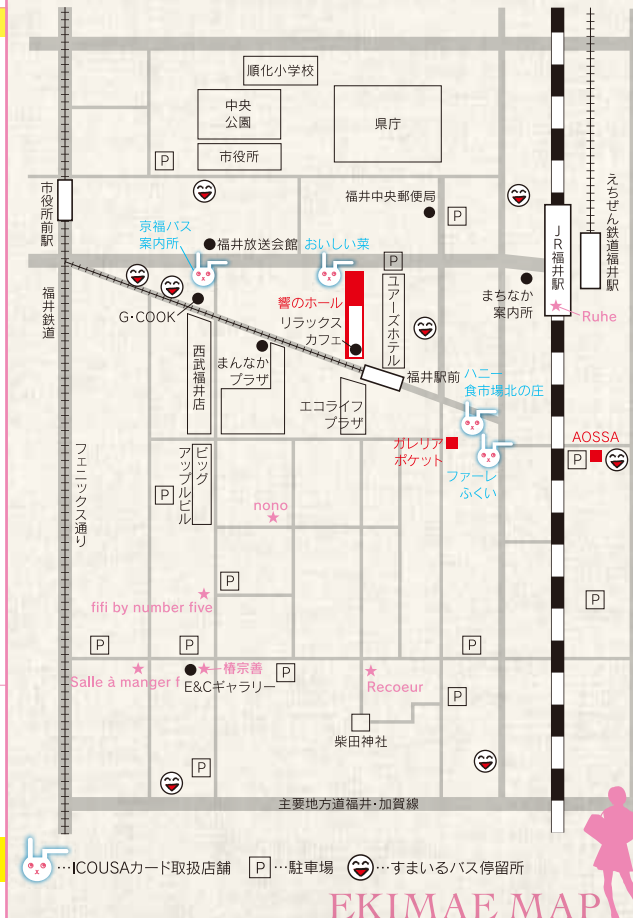 順化小学校
中央
公園
県庁
市役所
P
市役所前駅
福井中央郵便局
P
えちぜん鉄道福井駅
京福バス
案内所
福井放送会館
おいしい菜
P
JR福井駅
福井鉄道
G・COOK
響のホール
リラックス
カフェ
ユアーズホテル
まちなか
案内所
Ruhe
西武福井店
まんなか
プラザ
福井駅前
ハニー
食市場北の庄
エコライフ
プラザ
ガレリア
ポケット
AOSSA
P
フェニックス通り
ビッグ
アップルビル
P
ファーレ
ふくい
nono
P
fifi by number five
P
P
P
P
Salle à manger f
椿宗善
E&Cギャラリー
P
Recoeur
P
柴田神社
P
主要地方道福井・加賀線
…ICOUSAカード取扱店舗
P…駐車場
…すまいるバス停留所
EKIMAE MAP